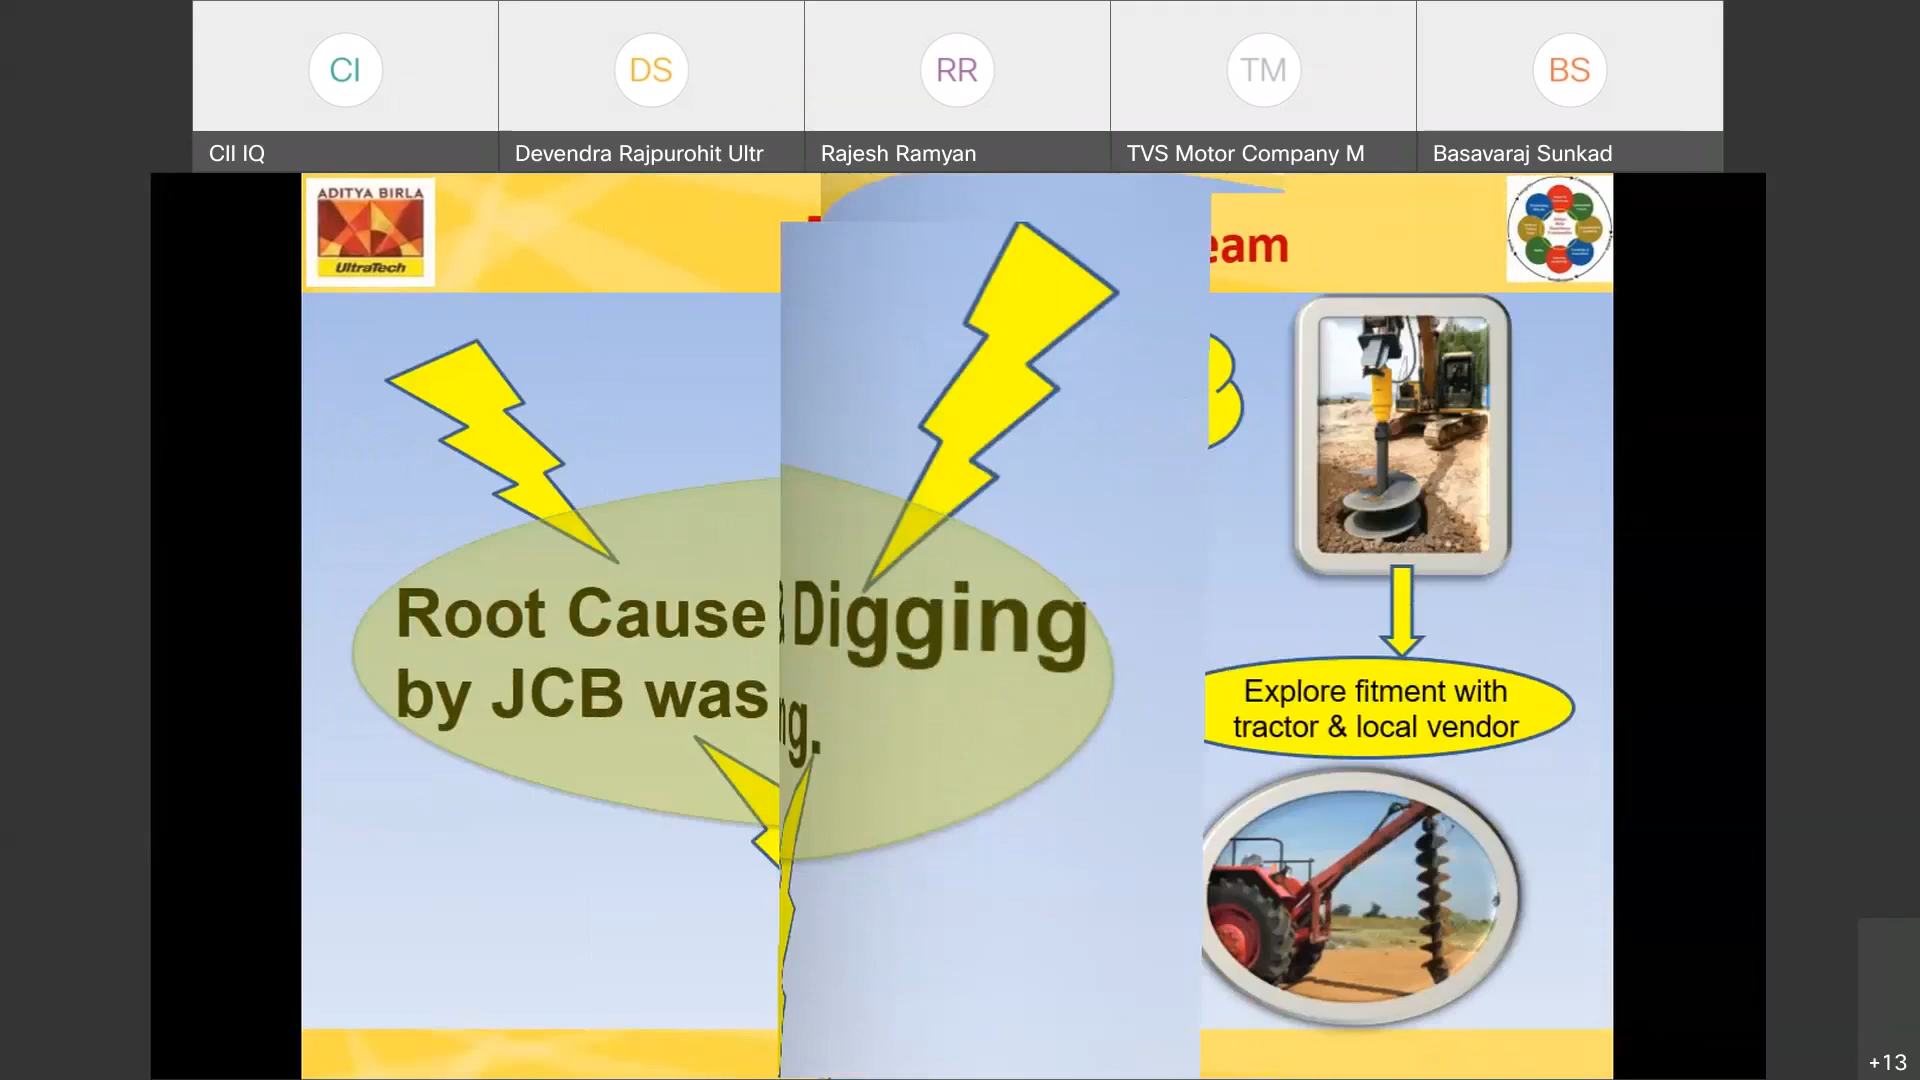 CI
DS
RR
TM
BS
CII IQ
Devendra Rajpurohit Ultr
Rajesh Ramyan
TVS Motor Company M
Basavaraj Sunkad
ADITYA BIRLA
UltraTech
eam
Root Cause
Digging
by JCB was
ng.
Explore fitment with
tractor & local vendor
+13